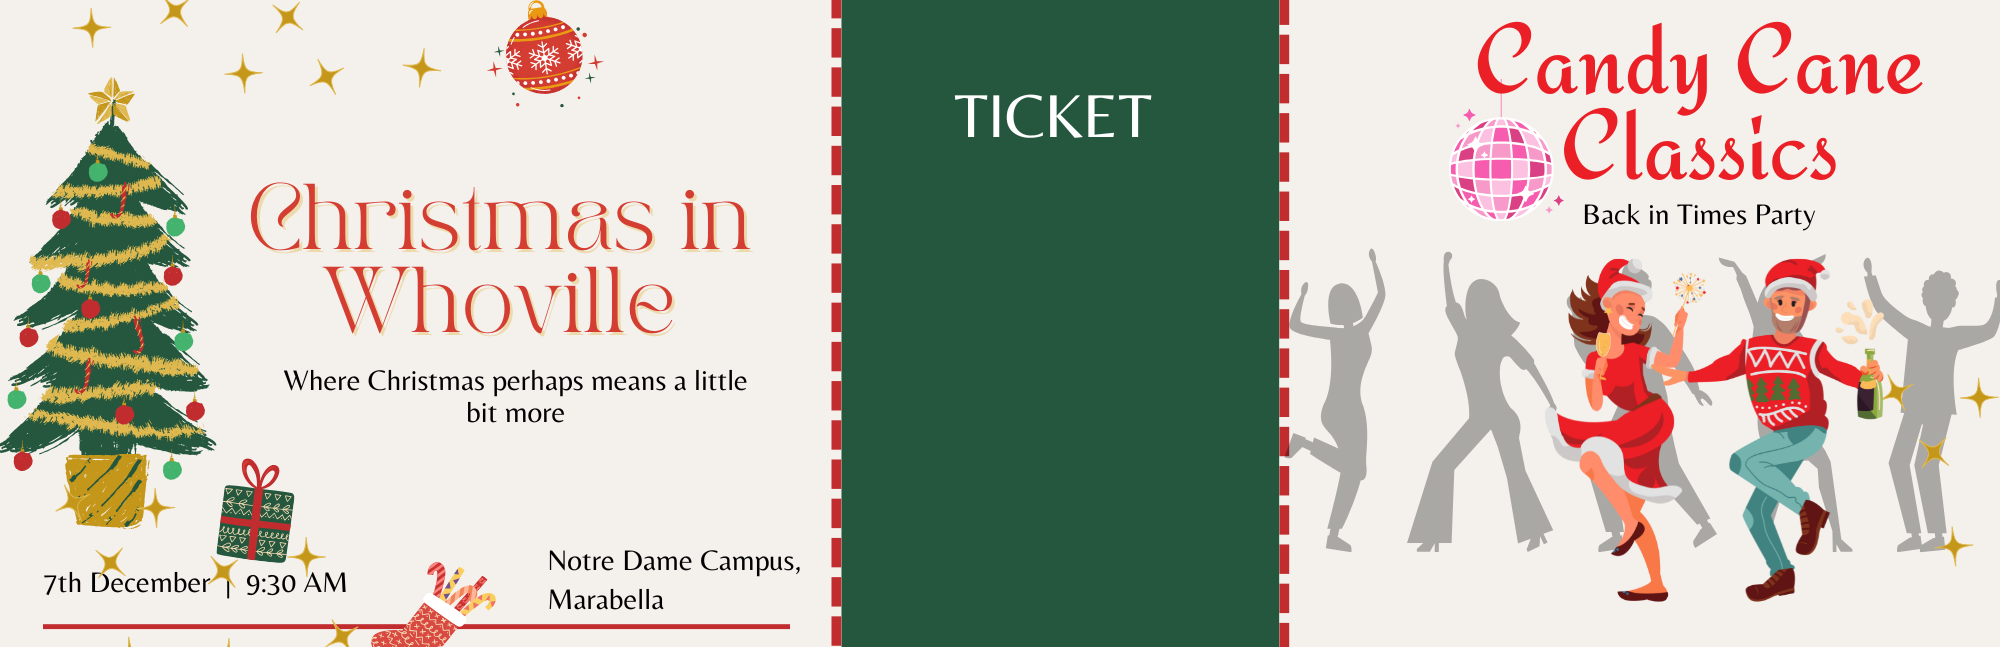 Christmas in
Whoville
Where Christmas perhaps means a little
bit more
7th December | 9:30 AM
Notre Dame Campus,
Marabella
TICKET
Candy Cane
Classics
Back in Times Party